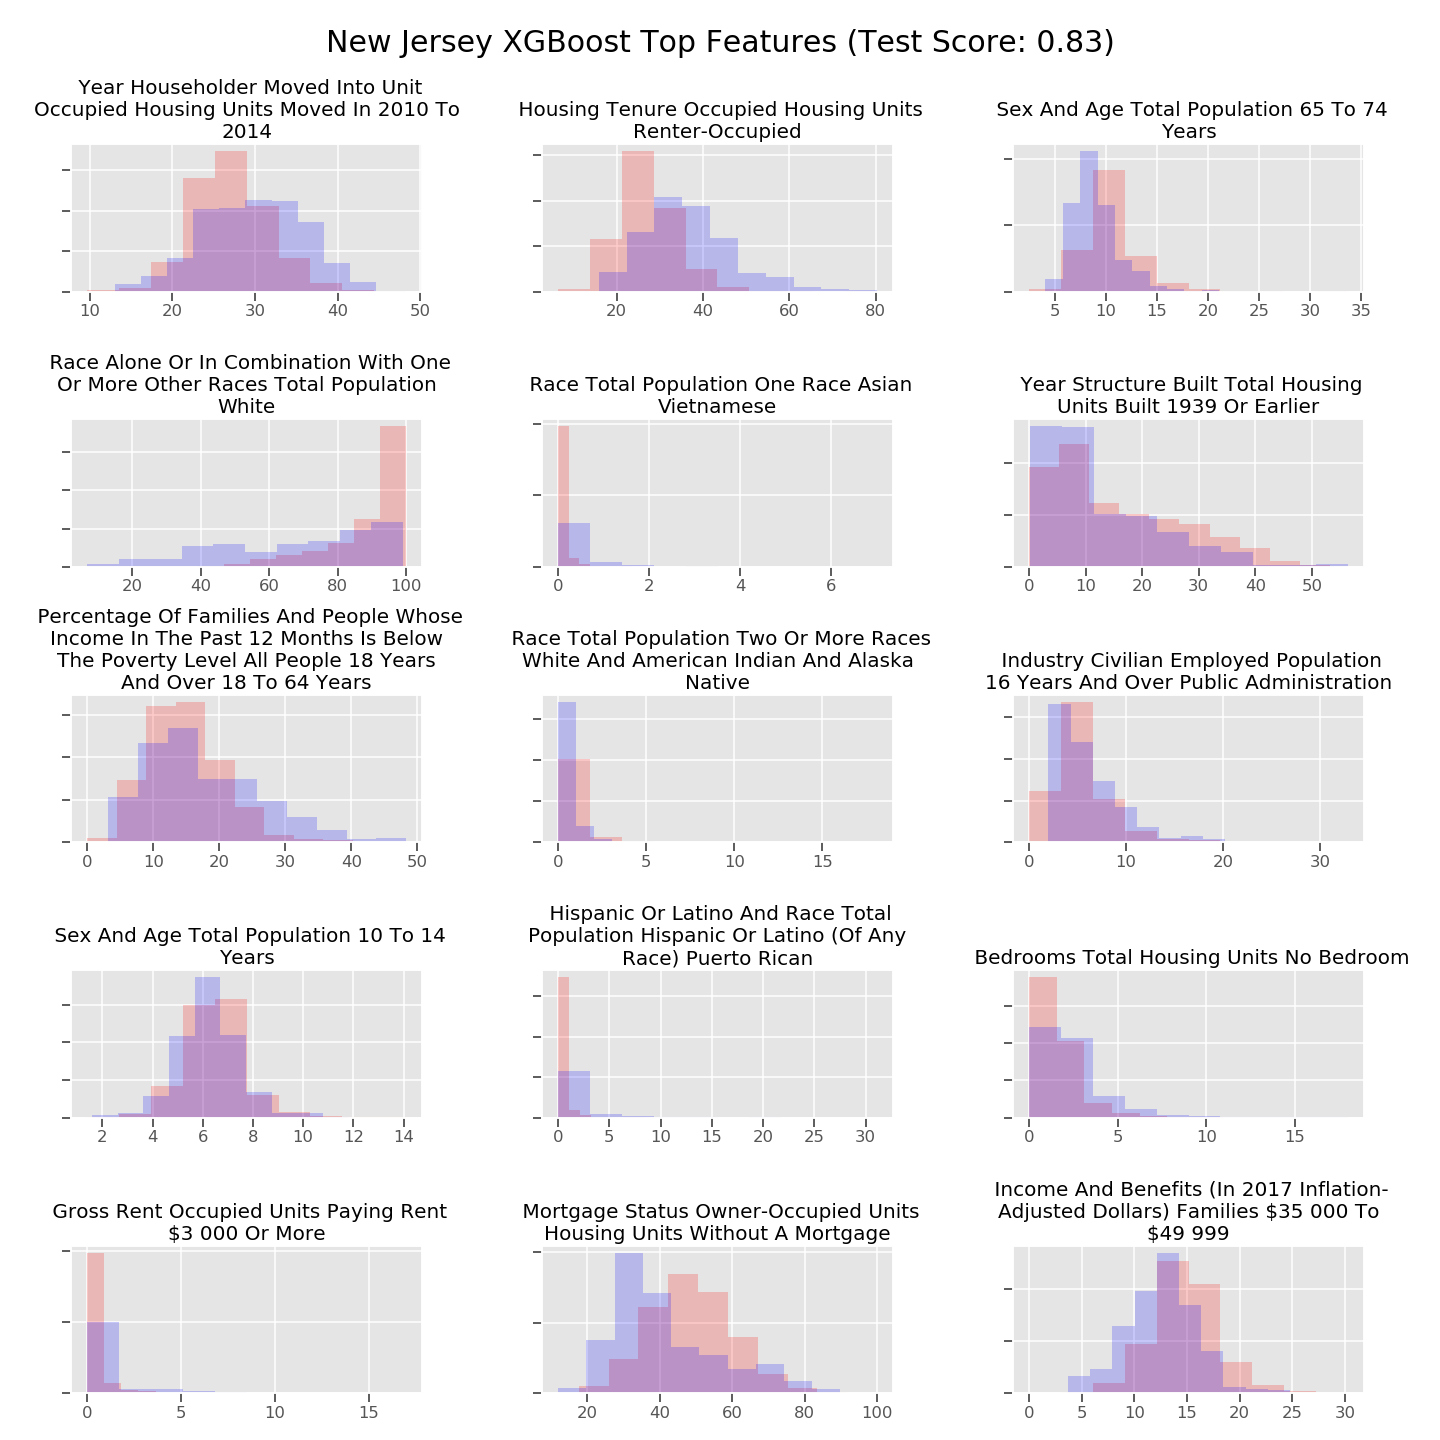 New Jersey XGBoost Top Features (Test Score: 0.83)
Year Householder Moved Into Unit
Occupied Housing Units Moved In 2010 To
2014
10 20 30 40 50
Housing Tenure Occupied Housing Units
Renter-Occupied
20 40 60 80
Sex And Age Total Population 65 To 74
Years
5 10 15 20 25 30 35
Race Alone Or In Combination With One
Or More Other Races Total Population
White
20 40 60 80 100
Race Total Population One Race Asian
Vietnamese
0 2 4 6
Year Structure Built Total Housing
Units Built 1939 Or Earlier
0 10 20 30 40 50
Percentage Of Families And People Whose
Income In The Past 12 Months Is Below
The Poverty Level All People 18 Years
And Over 18 To 64 Years
0 10 20 30 40 50
Race Total Population Two Or More Races
White And American Indian And Alaska
Native
0 5 10 15
Industry Civilian Employed Population
16 Years And Over Public Administration
0 10 20 30
Sex And Age Total Population 10 To 14
Years
2 4 6 8 10 12 14
Hispanic Or Latino And Race Total
Population Hispanic Or Latino (Of Any
Race) Puerto Rican
0 5 10 15 20 25 30
Bedrooms Total Housing Units No Bedroom
0 5 10 15
Gross Rent Occupied Units Paying Rent
$3 000 Or More
0 5 10 15
Mortgage Status Owner-Occupied Units
Housing Units Without A Mortgage
20 40 60 80 100
Income And Benefits (In 2017 Inflation-
Adjusted Dollars) Families $35 000 To
$49 999
0 5 10 15 20 25 30